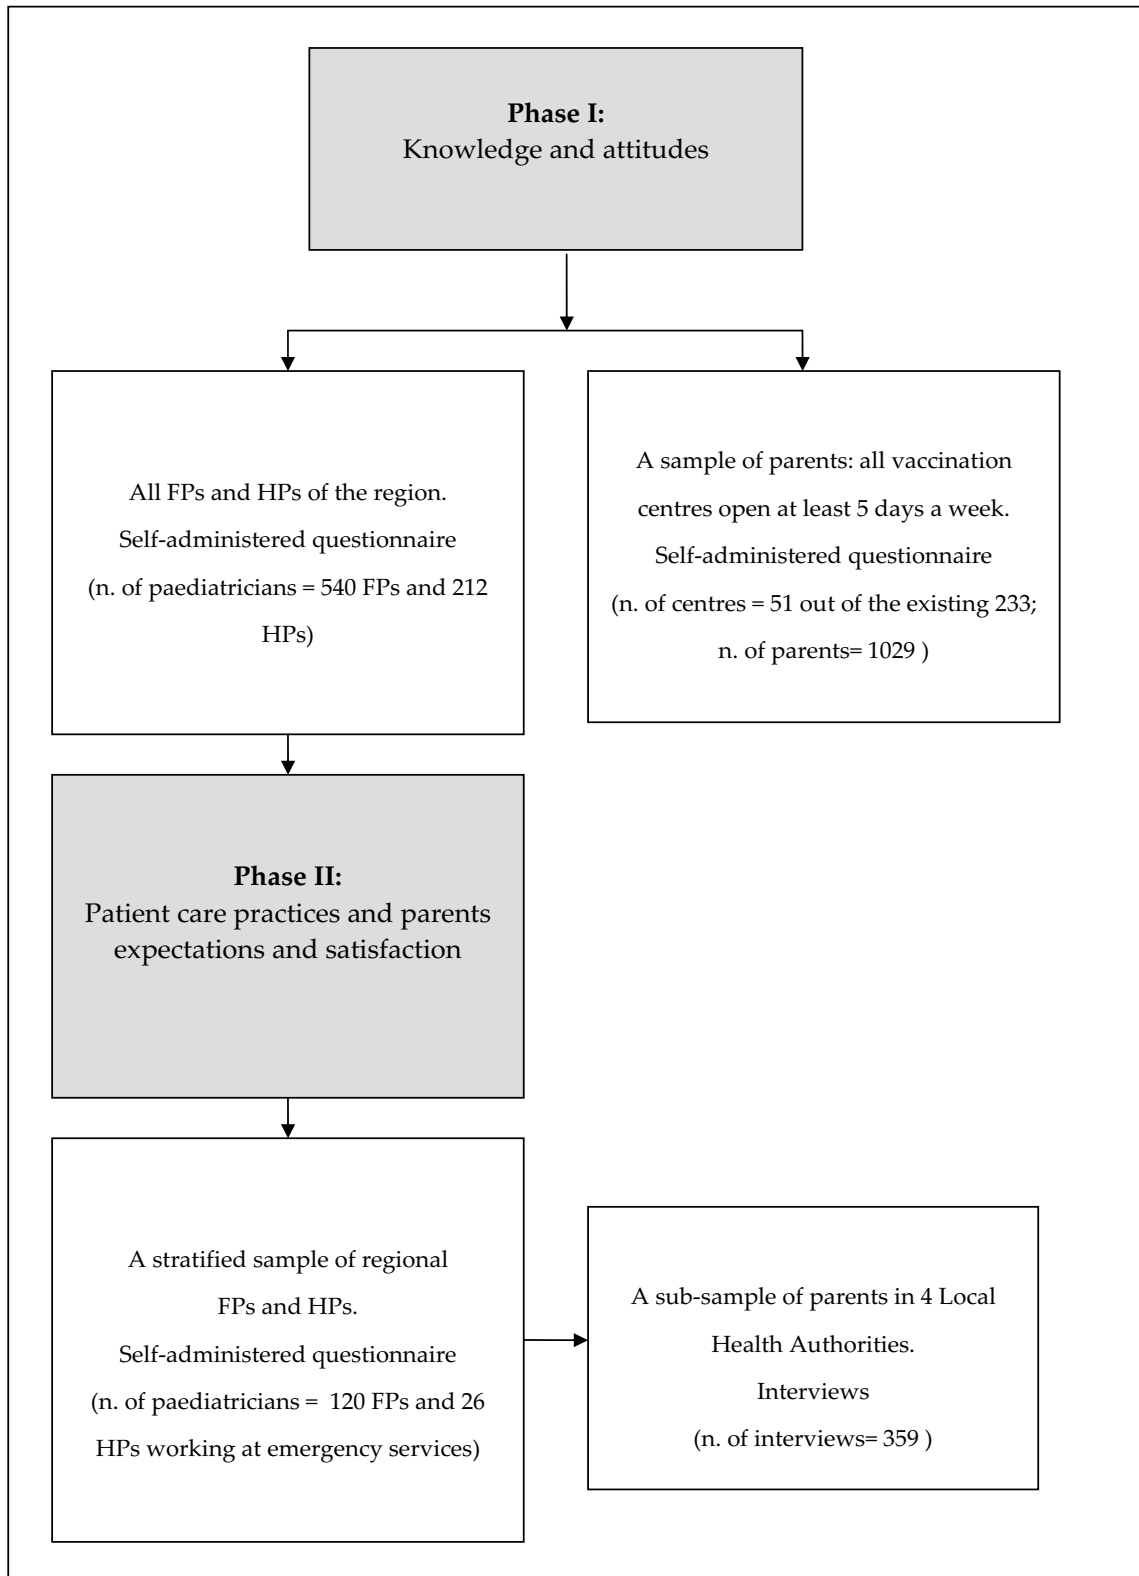 Phase I:
Knowledge and attitudes
All FPs and HPs of the region.
Self-administered questionnaire
(n. of paediatricians = 540 FPs and 212
HPs)
A sample of parents: all vaccination
centres open at least 5 days a week.
Self-administered questionnaire
(n. of centres = 51 out of the existing 233;
n. of parents= 1029 )
Phase II:
Patient care practices and parents
expectations and satisfaction
A stratified sample of regional
FPs and HPs.
Self-administered questionnaire
(n. of paediatricians =  120 FPs and 26
HPs working at emergency services)
A sub-sample of parents in 4 Local
Health Authorities.
Interviews
(n. of interviews= 359 )